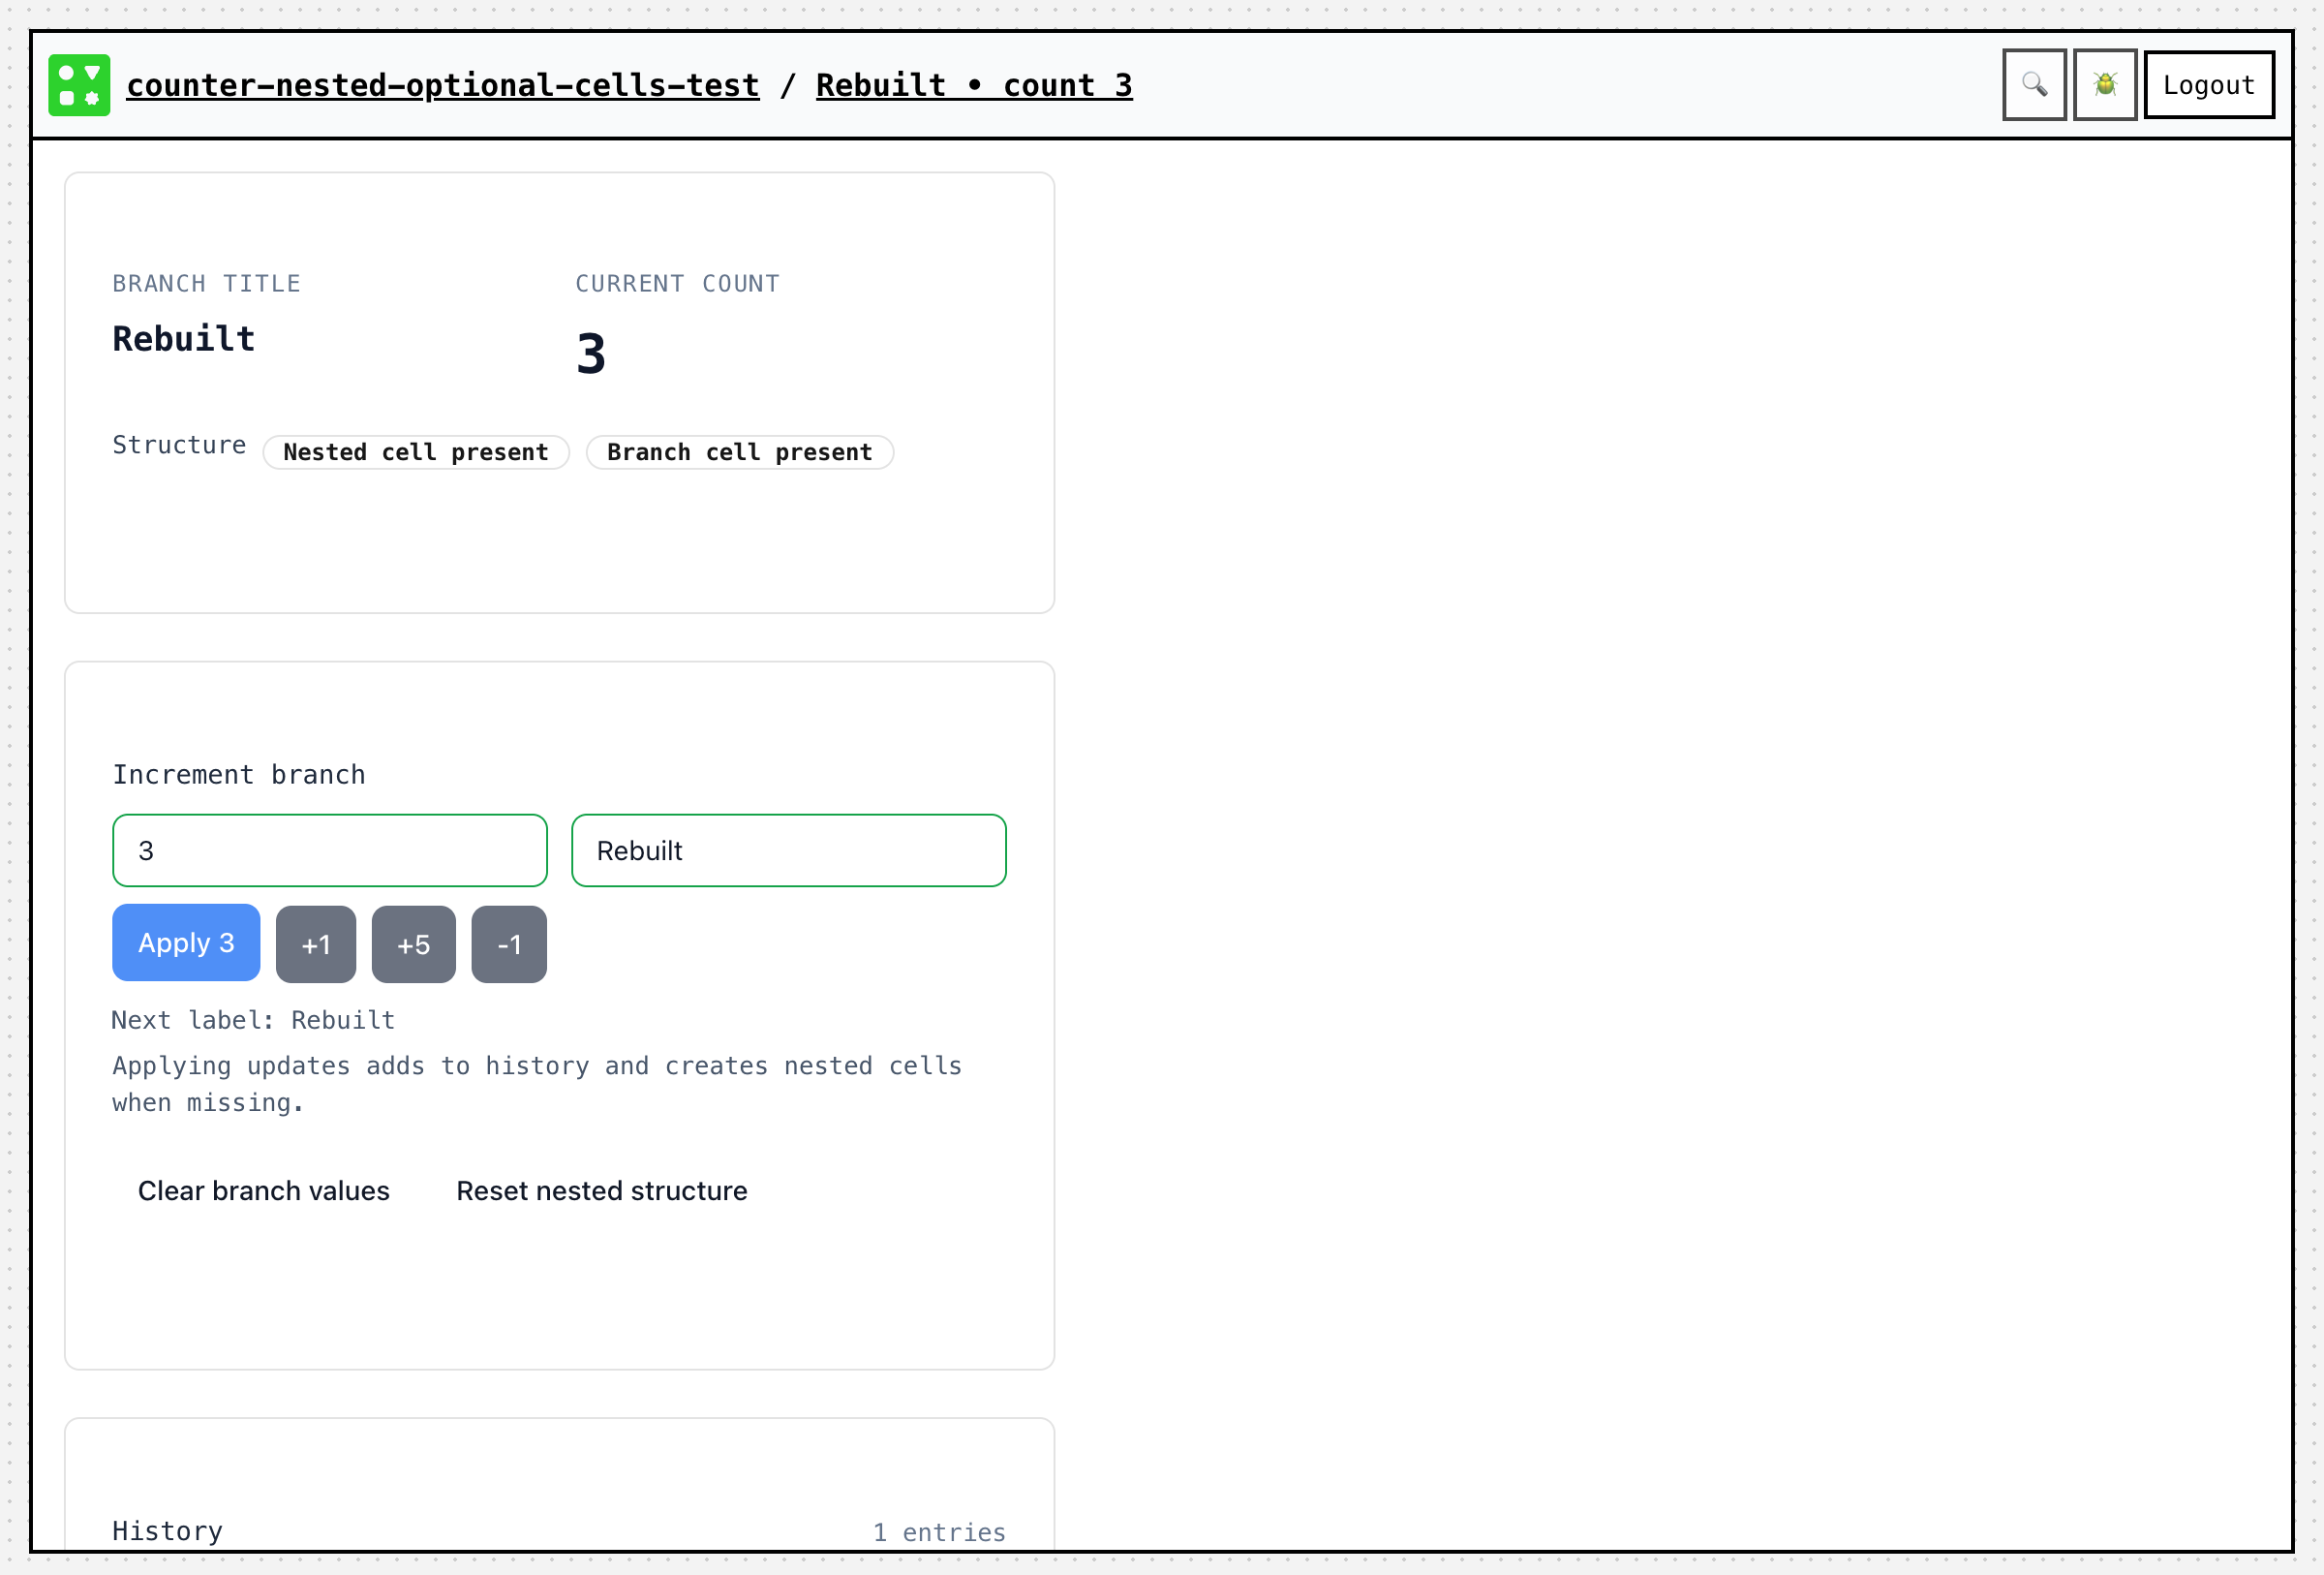 counter-nested-optional-cells-test / Rebuilt • count 3
Logout
BRANCH TITLE
Rebuilt
CURRENT COUNT
3
Structure Nested cell present Branch cell present
Increment branch
3 Rebuilt
Apply 3 +1 +5 -1
Next label: Rebuilt
Applying updates adds to history and creates nested cells
when missing.
Clear branch values Reset nested structure
History 1 entries